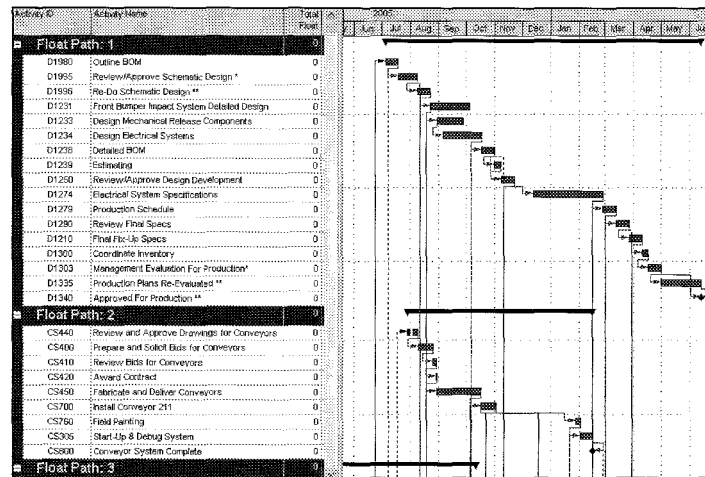 Activity ID Activity Name Total Float
2005
Jun Jul Aug Sep Oct Nov Dec Jan Feb Mar Apr May Ju
Float Path: 1 0
D1980 Outline BOM 0
D1995 Review/Approve Schematic Design * 0
D1996 Re-Do Schematic Design ** 0
D1231 Front Bumper Impact System Detailed Design 0
D1233 Design Mechanical Release Components 0
D1234 Design Electrical Systems 0
D1238 Detailed BOM 0
D1239 Estimating 0
D1250 Review/Approve Design Development 0
D1274 Electrical System Specifications 0
D1279 Production Schedule 0
D1290 Review Final Specs 0
D1210 Final Fix-Up Specs 0
D1300 Coordinate Inventory 0
D1303 Management Evaluation For Production* 0
D1335 Production Plans Re-Evaluated ** 0
D1340 Approved For Production ** 0
Float Path: 2 0
CS440 Review and Approve Drawings for Conveyors 0
CS400 Prepare and Solicit Bids for Conveyors 0
CS410 Review Bids for Conveyors 0
CS420 Award Contract 0
CS450 Fabricate and Deliver Conveyors 0
CS700 Install Conveyor 211 0
CS760 Field Painting 0
CS305 Start-Up & Debug System 0
CS800 Conveyor System Complete 0
Float Path: 3 0